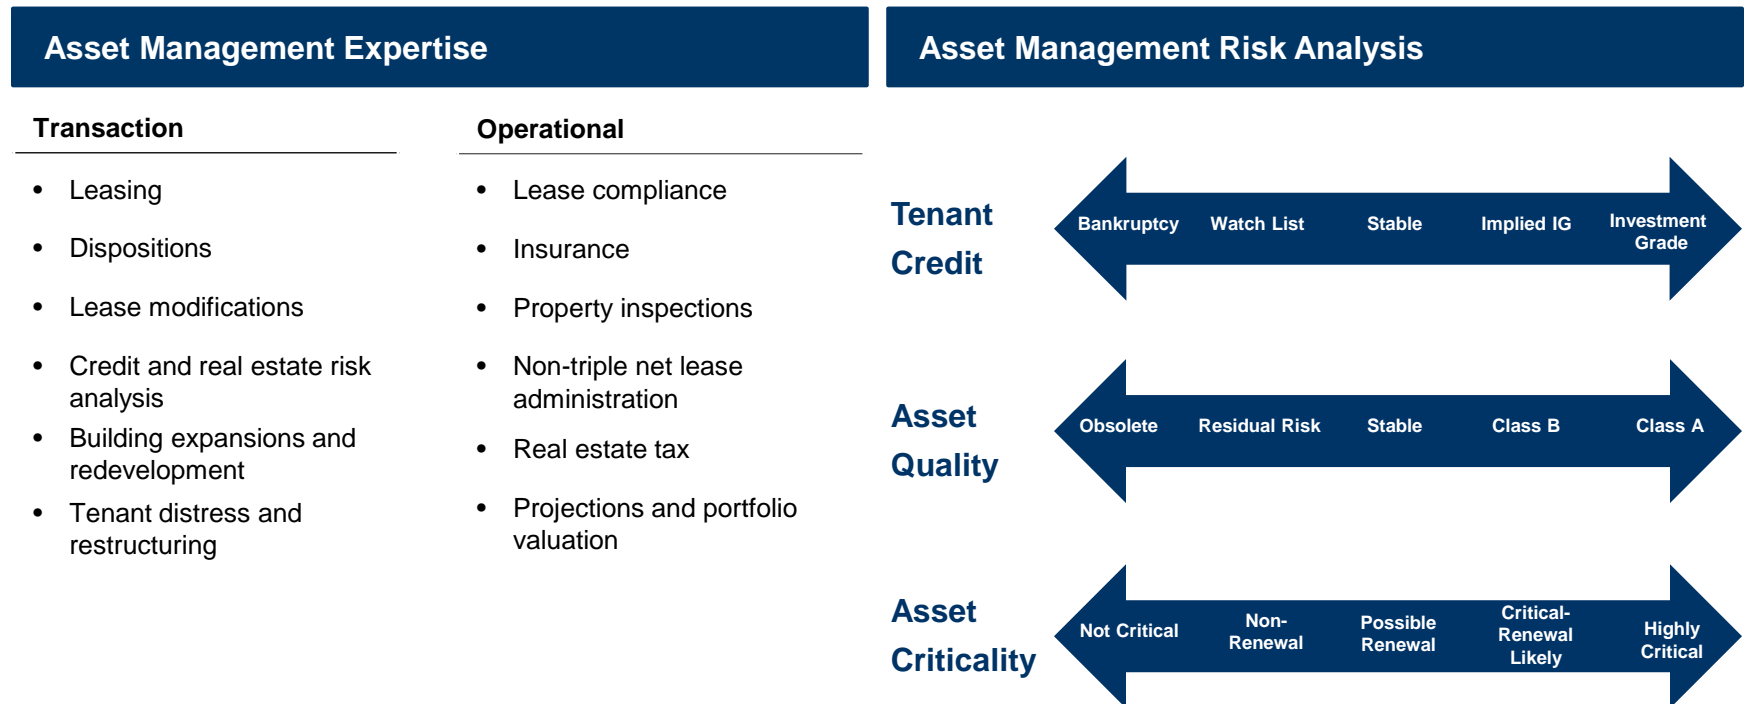 Asset Management Expertise
Transaction
• Leasing
• Dispositions
• Lease modifications
• Credit and real estate risk
analysis
• Building expansions and
redevelopment
• Tenant distress and
restructuring
Operational
• Lease compliance
• Insurance
• Property inspections
• Non-triple net lease
administration
• Real estate tax
• Projections and portfolio
valuation
Asset Management Risk Analysis
Tenant
Credit
Bankruptcy
Watch List
Stable
Implied IG
Investment
Grade
Asset
Quality
Obsolete
Residual Risk
Stable
Class B
Class A
Asset
Criticality
Not Critical
Non-
Renewal
Possible
Renewal
Critical-
Renewal
Likely
Highly
Critical